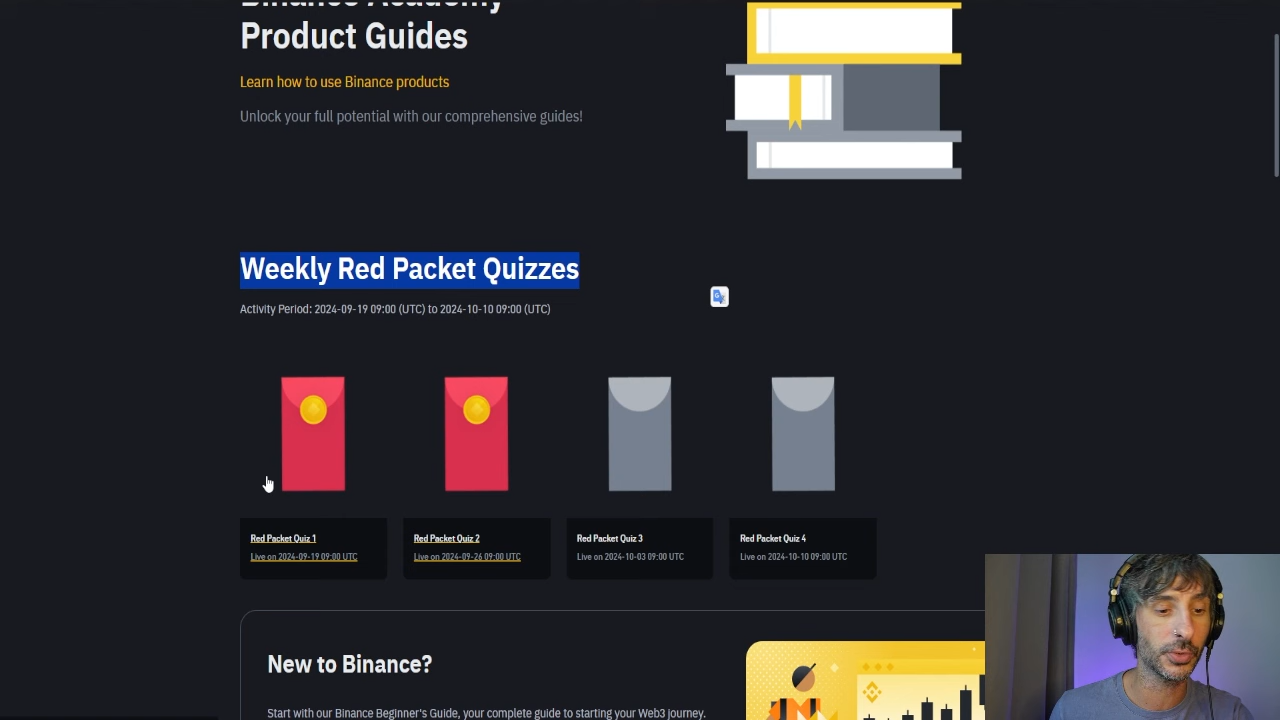 Binance Academy
Product Guides
Learn how to use Binance products
Unlock your full potential with our comprehensive guides!
Weekly Red Packet Quizzes
Activity Period: 2024-09-19 09:00 (UTC) to 2024-10-10 09:00 (UTC)
Red Packet Quiz 1
Live on 2024-09-19 09:00 UTC
Red Packet Quiz 2
Live on 2024-09-26 09:00 UTC
Red Packet Quiz 3
Live on 2024-10-03 09:00 UTC
Red Packet Quiz 4
Live on 2024-10-10 09:00 UTC
New to Binance?
Start with our Binance Beginner's Guide, your complete guide to starting your Web3 journey.